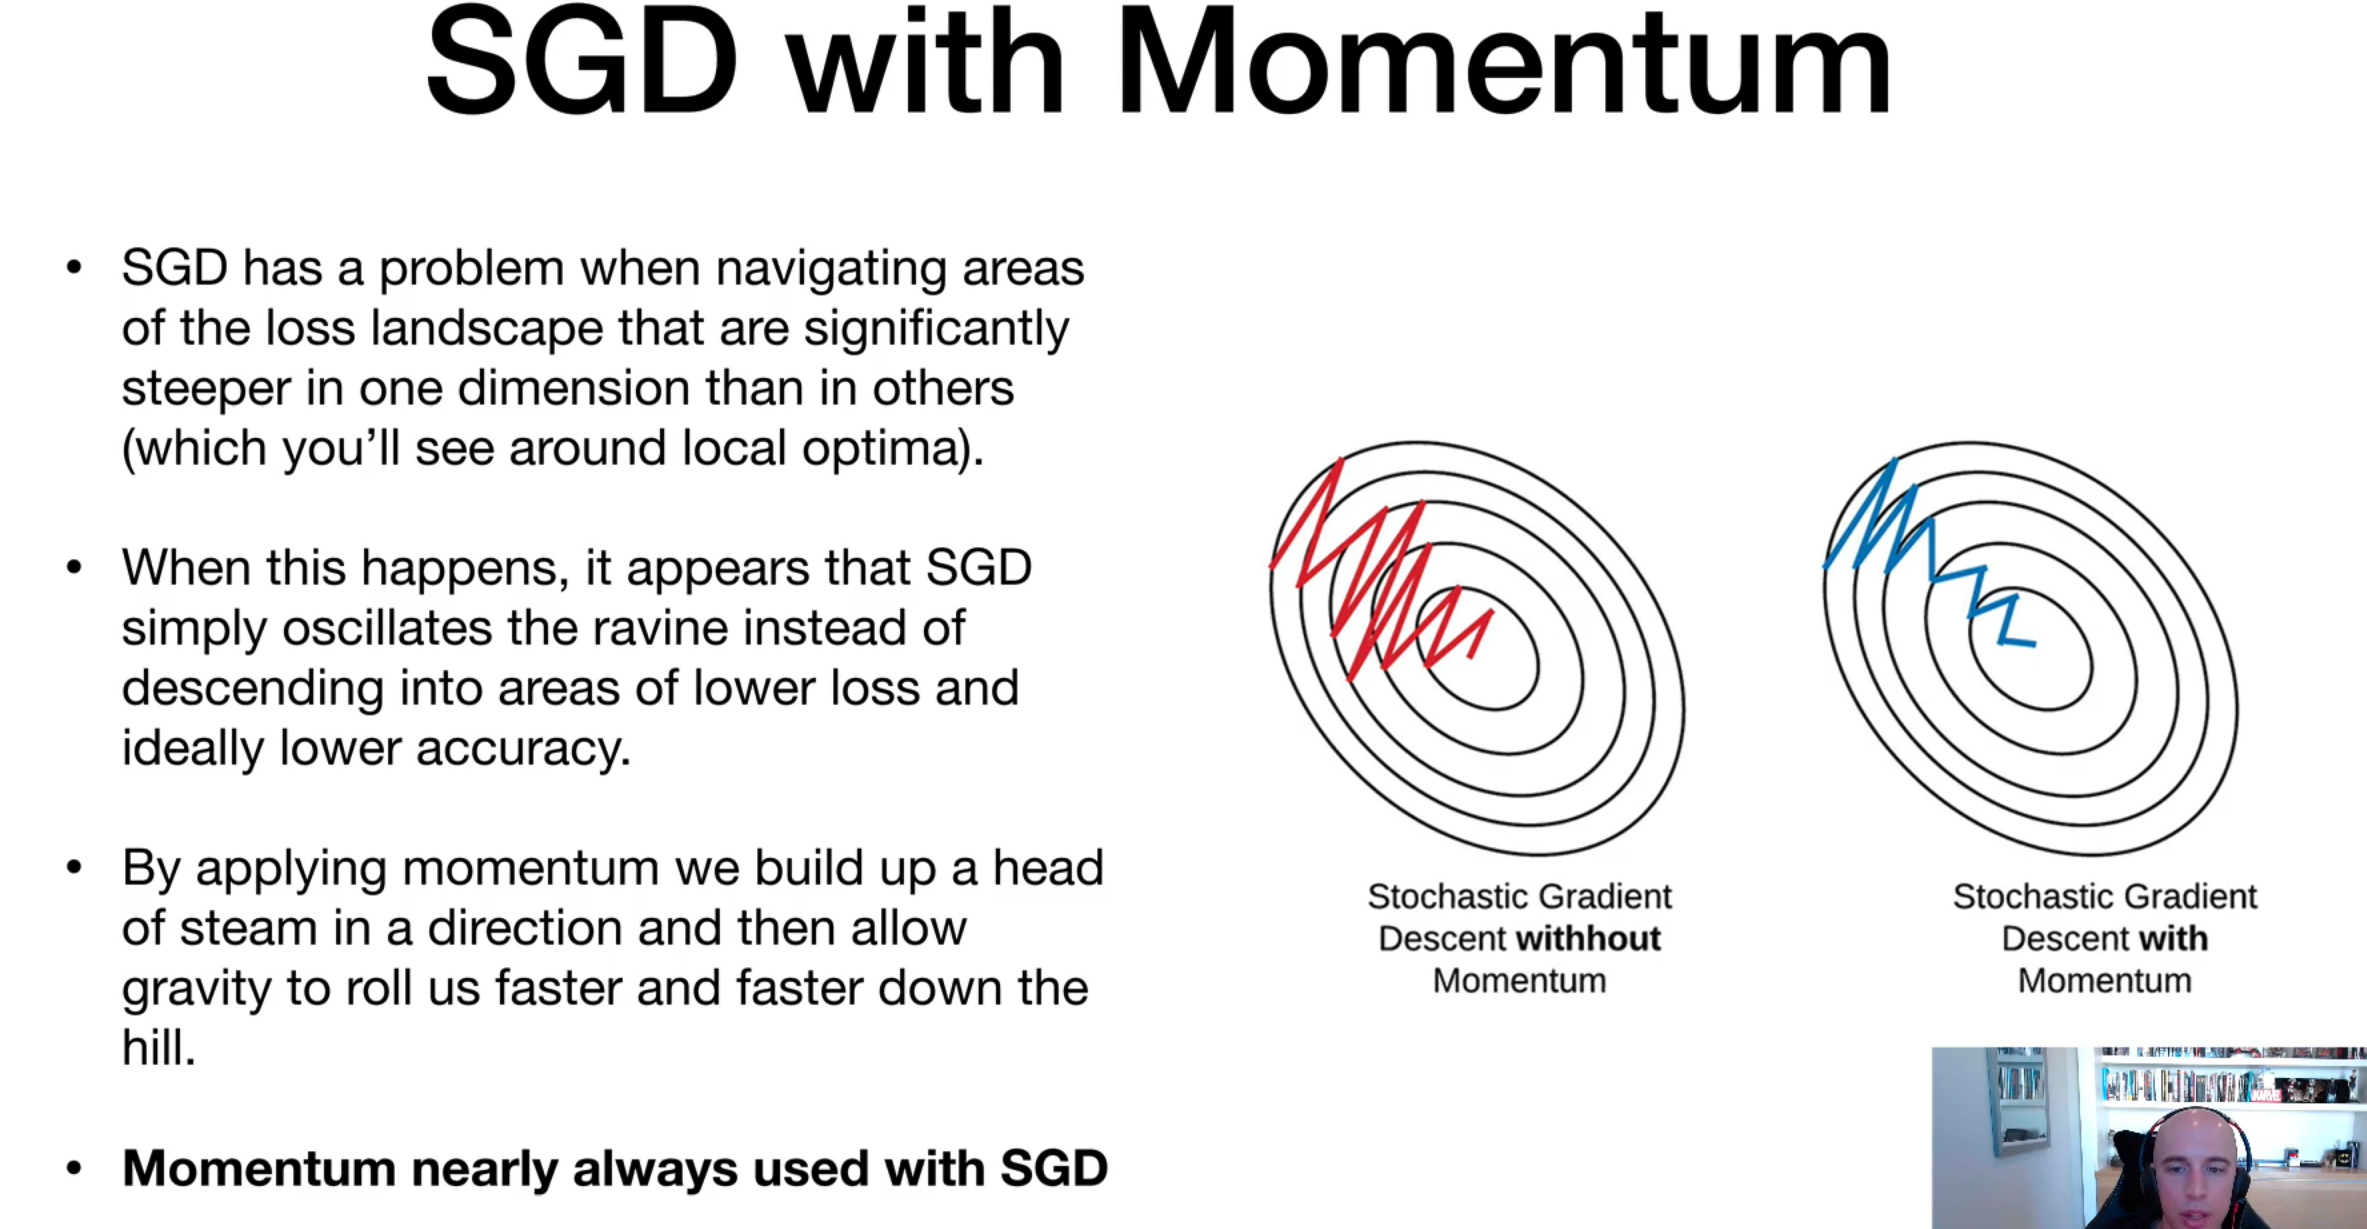 SGD with Momentum
• SGD has a problem when navigating areas
of the loss landscape that are significantly
steeper in one dimension than in others
(which you’ll see around local optima).
• When this happens, it appears that SGD
simply oscillates the ravine instead of
descending into areas of lower loss and
ideally lower accuracy.
• By applying momentum we build up a head
of steam in a direction and then allow
gravity to roll us faster and faster down the
hill.
• Momentum nearly always used with SGD
Stochastic Gradient
Descent withhout
Momentum
Stochastic Gradient
Descent with
Momentum
MARVEL